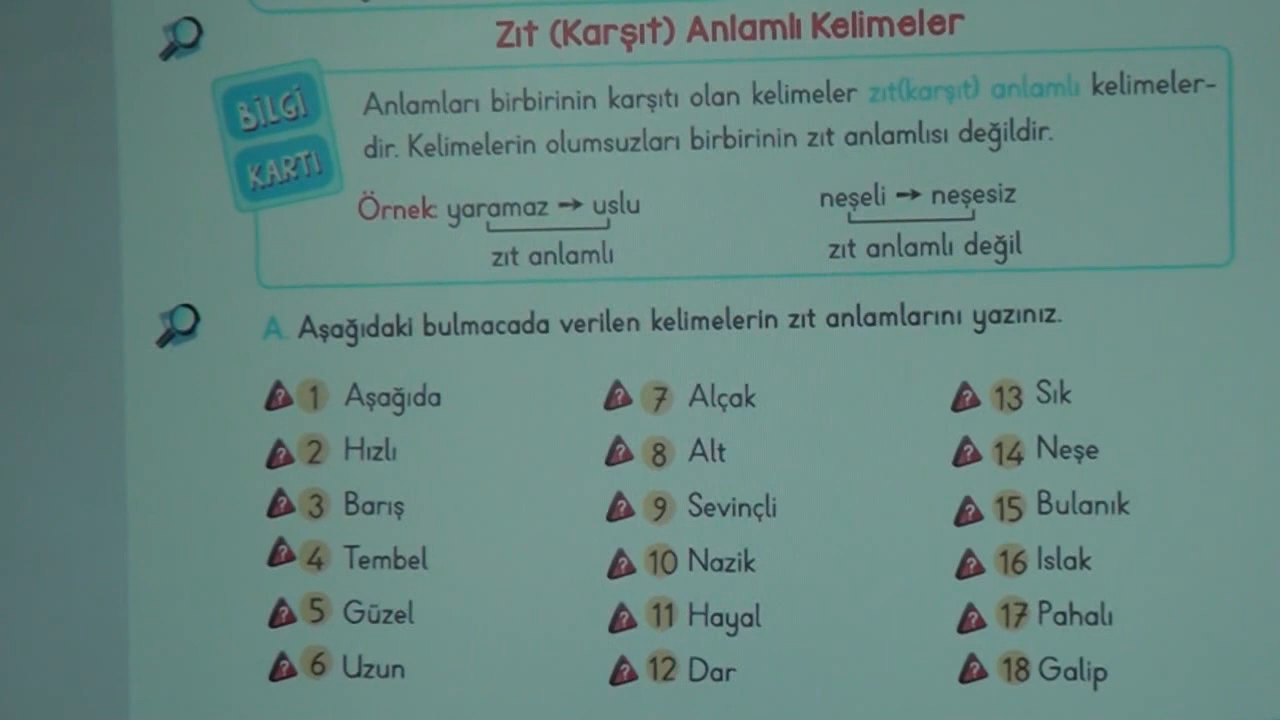 Zıt (Karşıt) Anlamlı Kelimeler
BİLGİ
KARTI
Anlamları birbirinin karşıtı olan kelimeler zıt(karşıt) anlamlı kelimeler-
dir. Kelimelerin olumsuzları birbirinin zıt anlamlısı değildir.
Örnek: yaramaz → uslu
zıt anlamlı
neşeli → neşesiz
zıt anlamlı değil
A. Aşağıdaki bulmacada verilen kelimelerin zıt anlamlarını yazınız.
? 1 Aşağıda
? 2 Hızlı
? 3 Barış
? 4 Tembel
? 5 Güzel
? 6 Uzun
? 7 Alçak
? 8 Alt
? 9 Sevinçli
? 10 Nazik
? 11 Hayal
? 12 Dar
? 13 Sık
? 14 Neşe
? 15 Bulanık
? 16 Islak
? 17 Pahalı
? 18 Galip